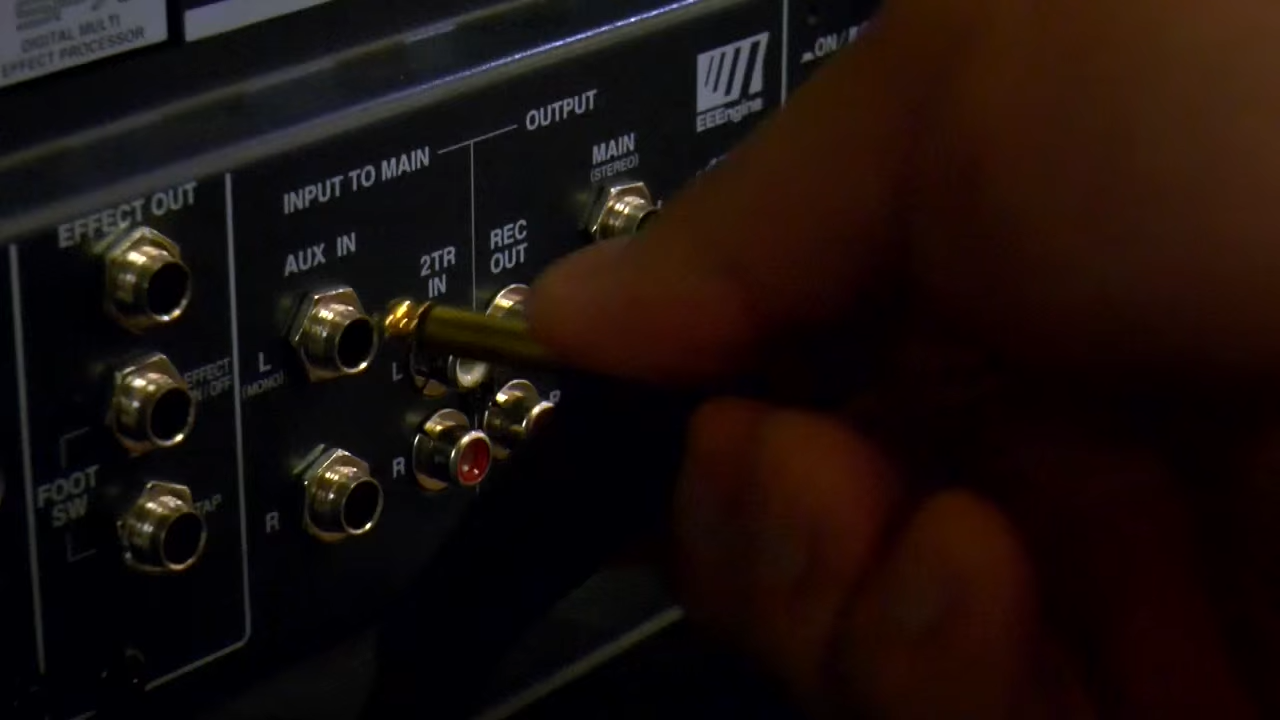 DIGITAL MULTI
EFFECT PROCESSOR
EEEngine
ON/
OUTPUT
INPUT TO MAIN
MAIN
(STEREO)
EFFECT OUT
AUX IN
2TR
IN
REC
OUT
L
(MONO)
L
EFFECT
ON/OFF
R
R
R
FOOT
SW
TAP